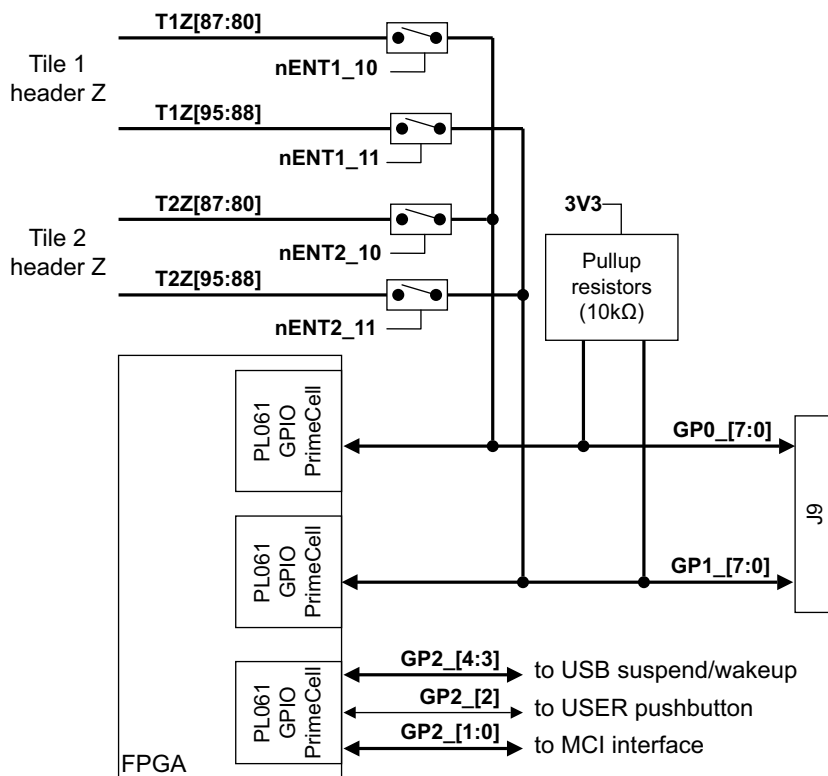 T1Z[87:80]
nENT1_10
Tile 1
header Z
T1Z[95:88]
nENT1_11
T2Z[87:80]
nENT2_10
Tile 2
header Z
T2Z[95:88]
nENT2_11
3V3
Pullup
resistors
(10kΩ)
PL061
GPIO
PrimeCell
GP0_[7:0]
J9
PL061
GPIO
PrimeCell
GP1_[7:0]
PL061
GPIO
PrimeCell
GP2_[4:3]
to USB suspend/wakeup
GP2_[2]
to USER pushbutton
GP2_[1:0]
to MCI interface
FPGA